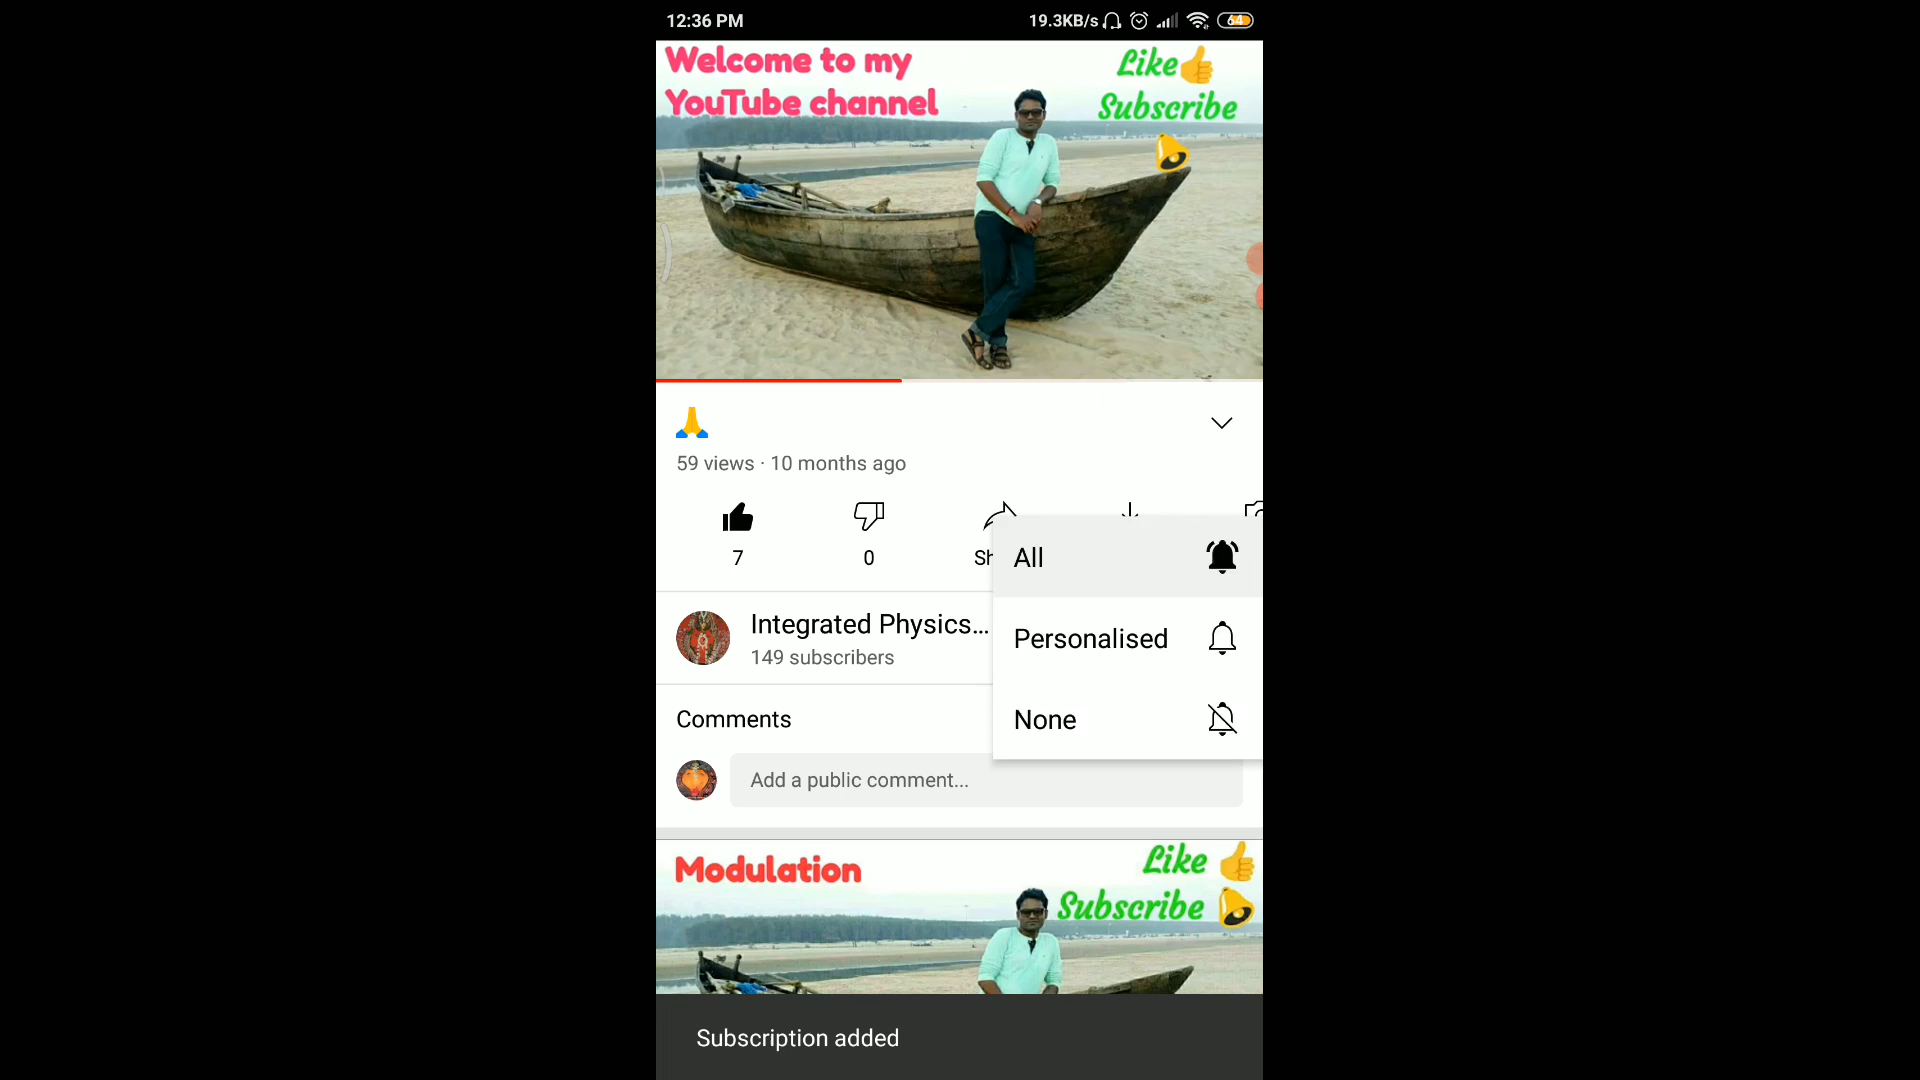 12:36 PM
19.3KB/s
64
Welcome to my
YouTube channel
Like
Subscribe
59 views · 10 months ago
7
0
Sh
All
Personalised
None
Integrated Physics...
149 subscribers
Comments
Add a public comment...
Modulation
Like
Subscribe
Subscription added